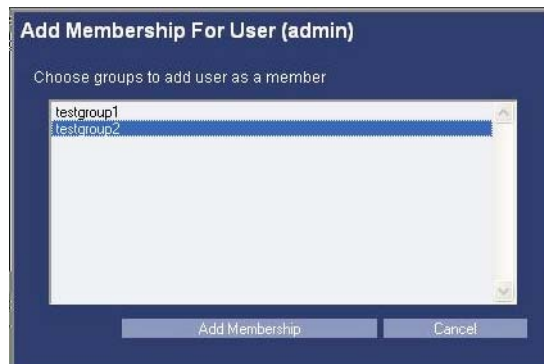 Add Membership For User (admin)
Choose groups to add user as a member
testgroup1
testgroup2
Add Membership
Cancel